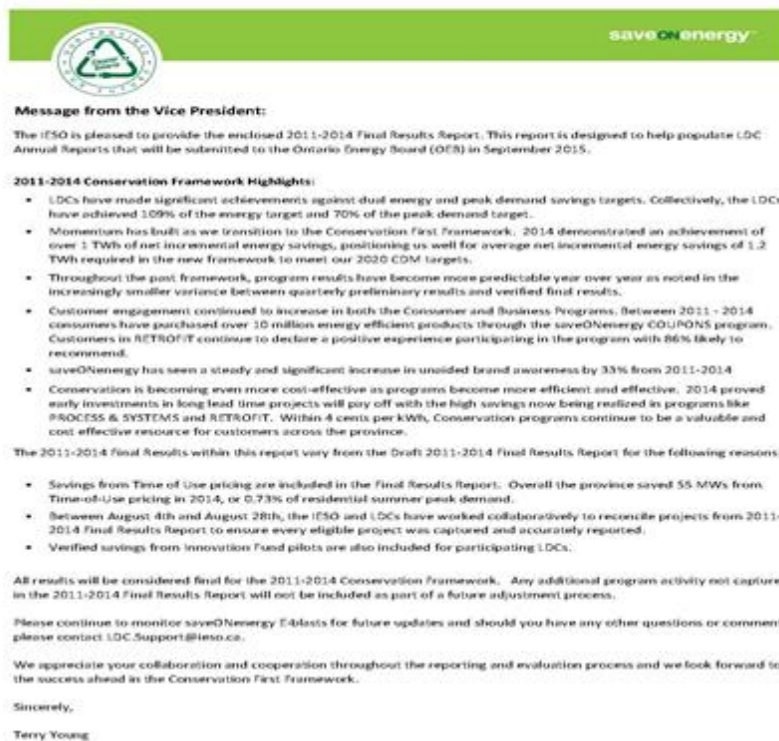 saveONenergy
Message from the Vice President:
The IESO is pleased to provide the enclosed 2011-2014 Final Results Report. This report is designed to help populate LDC
Annual Reports that will be submitted to the Ontario Energy Board (OEB) in September 2015.
2011-2014 Conservation Framework Highlights:
• LDCs have made significant achievements against dual energy and peak demand savings targets. Collectively, the LDCs
have achieved 109% of the energy target and 70% of the peak demand target.
• Momentum has built as we transition to the Conservation First Framework. 2014 demonstrated an achievement of
over 1 TWh of net incremental energy savings, positioning us well for average net incremental energy savings of 1.2
TWh required in the new framework to meet our 2020 CDM targets.
• Throughout the past framework, program results have become more predictable year over year as noted in the
increasingly smaller variance between quarterly preliminary results and verified final results.
• Customer engagement continued to increase in both the Consumer and Business Programs. Between 2011 - 2014
consumers have purchased over 10 million energy efficient products through the saveONenergy COUPONS program.
Customers in RETROFIT continue to declare a positive experience participating in the program with 86% likely to
recommend.
• saveONenergy has seen a steady and significant increase in unaided brand awareness by 33% from 2011-2014
• Conservation is becoming even more cost-effective as programs become more efficient and effective. 2014 proved
early investments in long lead time projects will pay off with the high savings now being realized in programs like
PROCESS & SYSTEMS and RETROFIT. Within 4 cents per kWh, Conservation programs continue to be a valuable and
cost effective resource for customers across the province.
The 2011-2014 Final Results within this report vary from the Draft 2011-2014 Final Results Report for the following reasons:
• Savings from Time of Use pricing are included in the Final Results Report. Overall the province saved 55 MWs from
Time-of-Use pricing in 2014, or 0.73% of residential summer peak demand.
• Between August 4th and August 28th, the IESO and LDCs have worked collaboratively to reconcile projects from 2011-
2014 Final Results Report to ensure every eligible project was captured and accurately reported.
• Verified savings from Innovation Fund pilots are also included for participating LDCs.
All results will be considered final for the 2011-2014 Conservation Framework. Any additional program activity not capture
in the 2011-2014 Final Results Report will not be included as part of a future adjustment process.
Please continue to monitor saveONenergy E-blasts for future updates and should you have any other questions or comment
please contact LDC.Support@ieso.ca.
We appreciate your collaboration and cooperation throughout the reporting and evaluation process and we look forward to
the success ahead in the Conservation First Framework.
Sincerely,
Terry Young